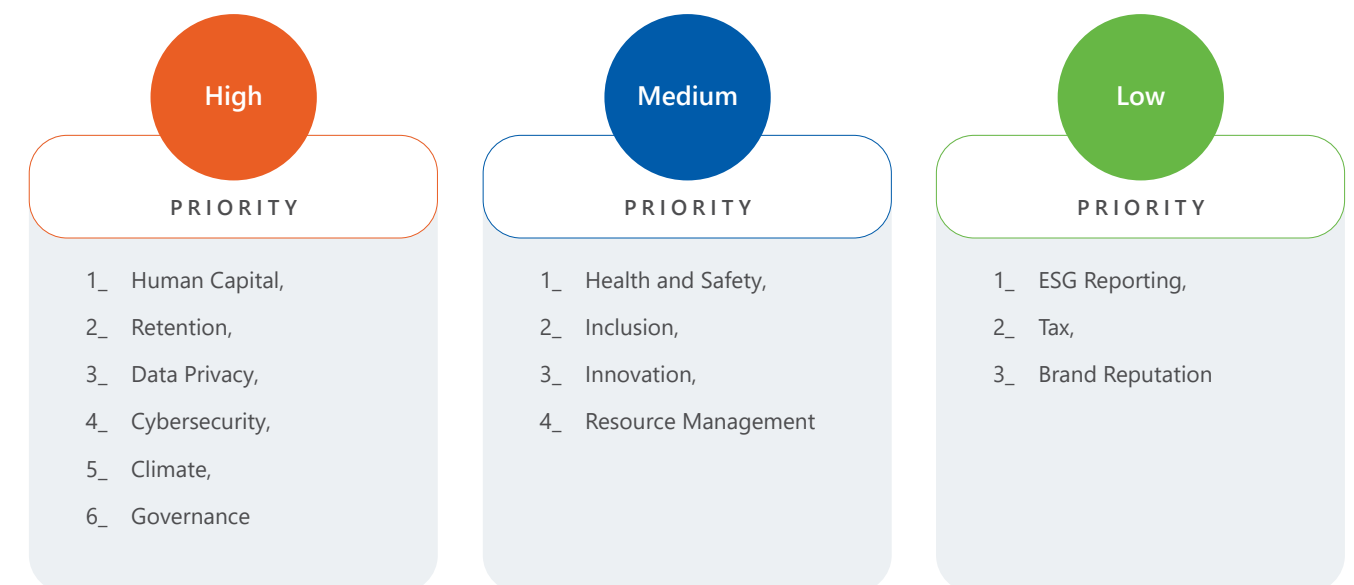 High
PRIORITY
1_ Human Capital,
2_ Retention,
3_ Data Privacy,
4_ Cybersecurity,
5_ Climate,
6_ Governance
Medium
PRIORITY
1_ Health and Safety,
2_ Inclusion,
3_ Innovation,
4_ Resource Management
Low
PRIORITY
1_ ESG Reporting,
2_ Tax,
3_ Brand Reputation